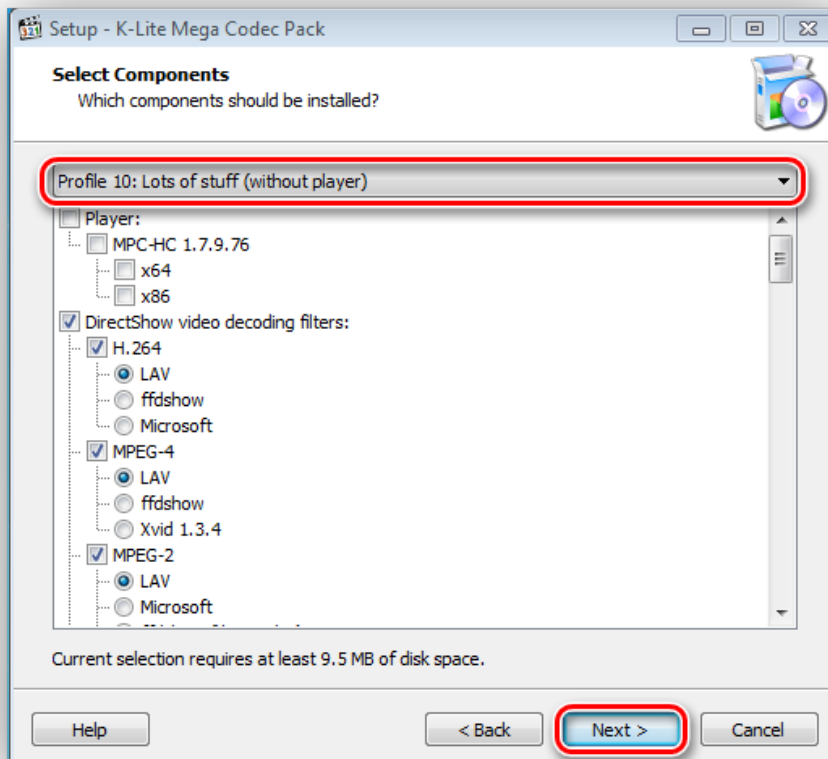 Setup - K-Lite Mega Codec Pack
Select Components
Which components should be installed?
Profile 10: Lots of stuff (without player)
Player:
MPC-HC 1.7.9.76
x64
x86
DirectShow video decoding filters:
H.264
LAV
ffdshow
Microsoft
MPEG-4
LAV
ffdshow
Xvid 1.3.4
MPEG-2
LAV
Microsoft
Current selection requires at least 9.5 MB of disk space.
Help
< Back
Next >
Cancel